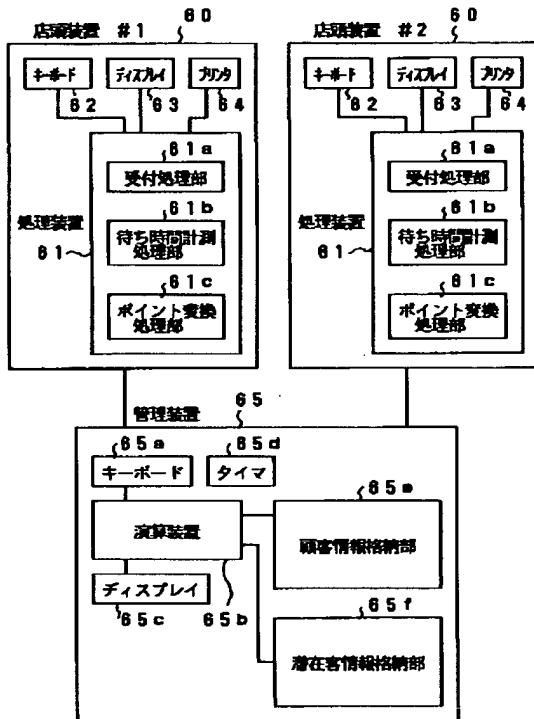 店頭装置 #1
60
キーボード
ディスプレイ
プリンタ
62
63
64
61a
受付処理部
61b
処理装置
61
待ち時間計測
処理部
61c
ポイント変換
処理部
店頭装置 #2
60
キーボード
ディスプレイ
プリンタ
62
63
64
61a
受付処理部
61b
処理装置
61
待ち時間計測
処理部
61c
ポイント変換
処理部
管理装置
65
65a
キーボード
65d
タイマ
演算装置
65b
ディスプレイ
65c
65e
顧客情報格納部
65f
潜在客情報格納部